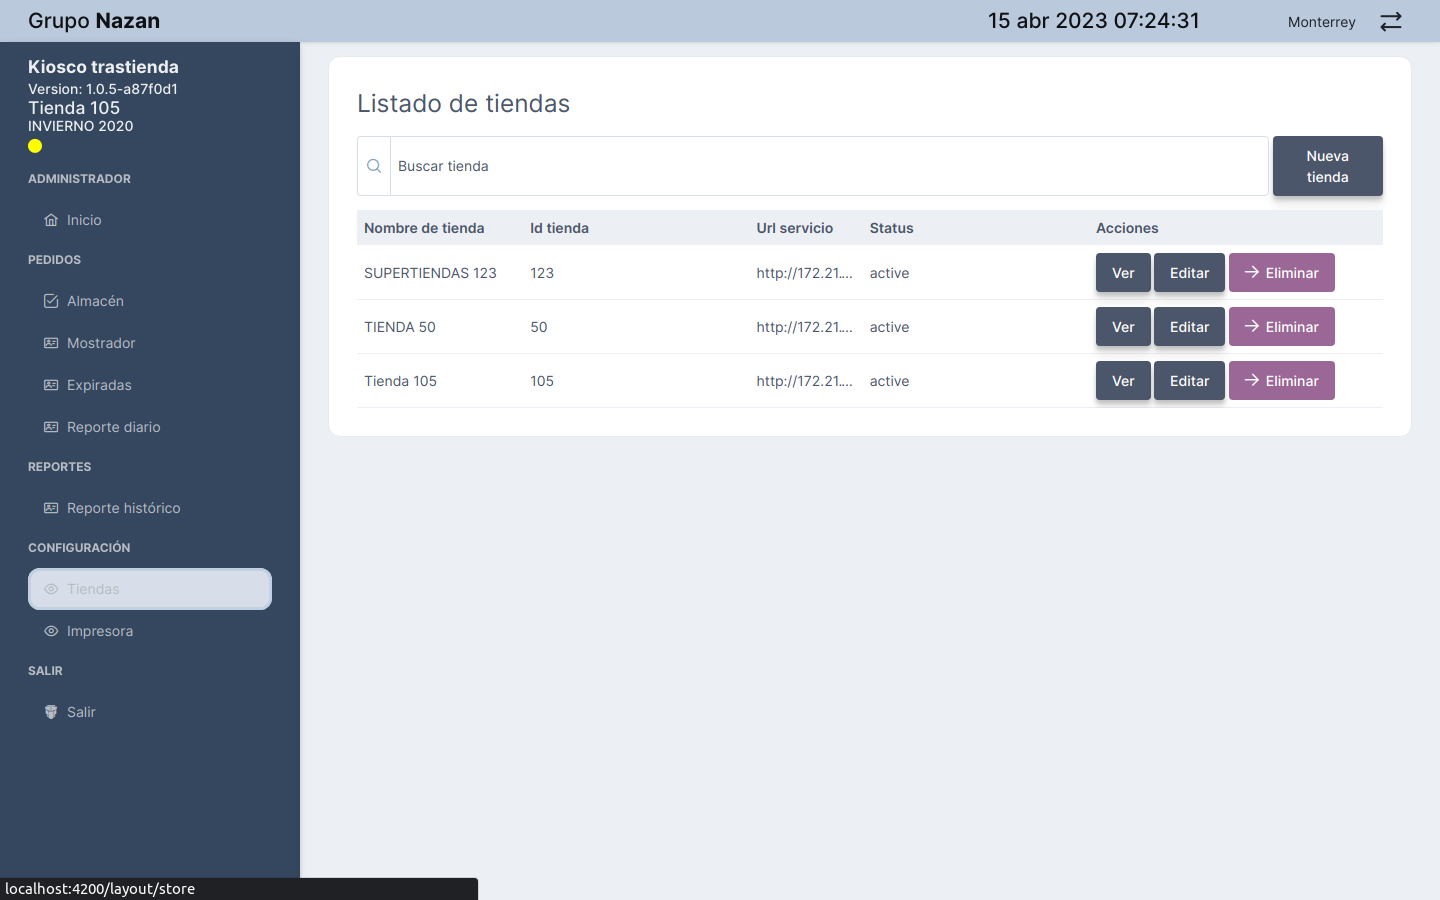 Grupo Nazan
15 abr 2023 07:24:31
Monterrey
Kiosco trastienda
Version: 1.0.5-a87f0d1
Tienda 105
INVIERNO 2020
ADMINISTRADOR
Inicio
PEDIDOS
Almacén
Mostrador
Expiradas
Reporte diario
REPORTES
Reporte histórico
CONFIGURACIÓN
Tiendas
Impresora
SALIR
Salir
Listado de tiendas
Buscar tienda
Nueva
tienda
Nombre de tienda Id tienda Url servicio Status Acciones
SUPERTIENDAS 123 123 http://172.21.... active Ver Editar Eliminar
TIENDA 50 50 http://172.21.... active Ver Editar Eliminar
Tienda 105 105 http://172.21.... active Ver Editar Eliminar
localhost:4200/layout/store